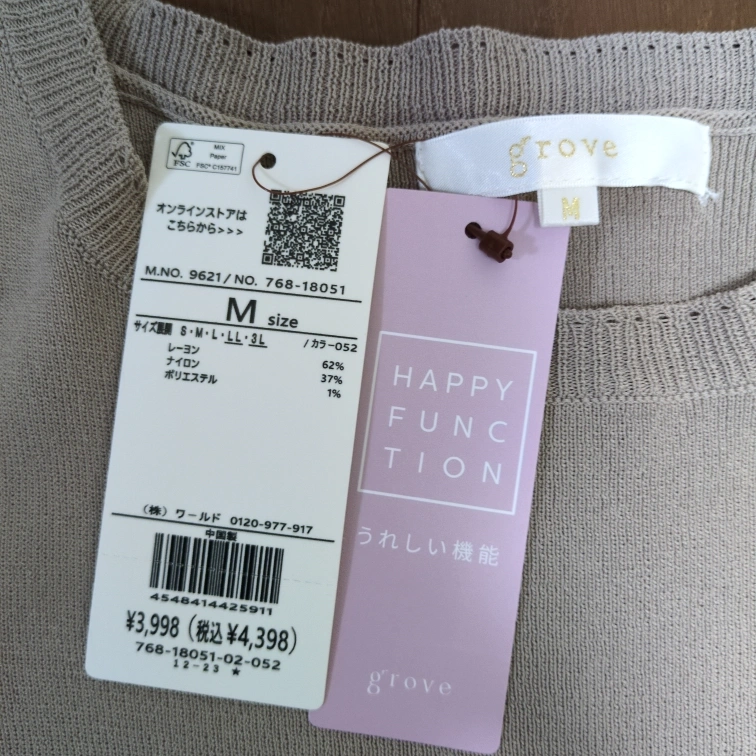 MIX
Paper
FSC® C157741
FSC
オンラインストアは
こちらから>>>
M.NO. 9621/NO. 768-18051
M size
サイズ展開 S・M・L・LL・3L /カラー052
レーヨン 62%
ナイロン 37%
ポリエステル 1%
(株) ワールド 0120-977-917
中国製
4548414425911
¥3,998(税込¥4,398)
768-18051-02-052
12-23 ★
grove
M
HAPPY
FUNC
TION
うれしい機能
grove